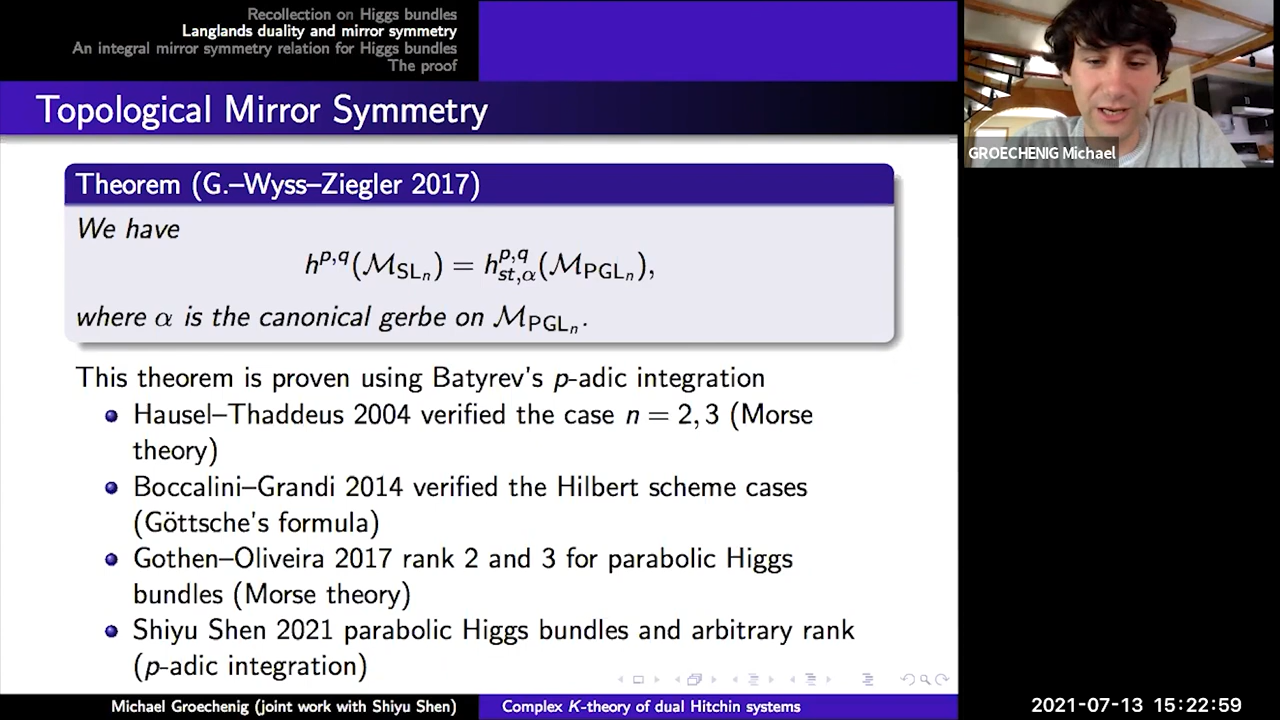 Recollection on Higgs bundles
Langlands duality and mirror symmetry
An integral mirror symmetry relation for Higgs bundles
The proof
Topological Mirror Symmetry
Theorem (G.–Wyss–Ziegler 2017)
We have
h^{p,q}(ℳ_{SL_n}) = h^{p,q}_{st,α}(ℳ_{PGL_n}),
where α is the canonical gerbe on ℳ_{PGL_n}.
This theorem is proven using Batyrev's p-adic integration
Hausel–Thaddeus 2004 verified the case n = 2, 3 (Morse
theory)
Boccalini–Grandi 2014 verified the Hilbert scheme cases
(Göttsche's formula)
Gothen–Oliveira 2017 rank 2 and 3 for parabolic Higgs
bundles (Morse theory)
Shiyu Shen 2021 parabolic Higgs bundles and arbitrary rank
(p-adic integration)
Michael Groechenig (joint work with Shiyu Shen)
Complex K-theory of dual Hitchin systems
GROECHENIG Michael
2021-07-13 15:22:59